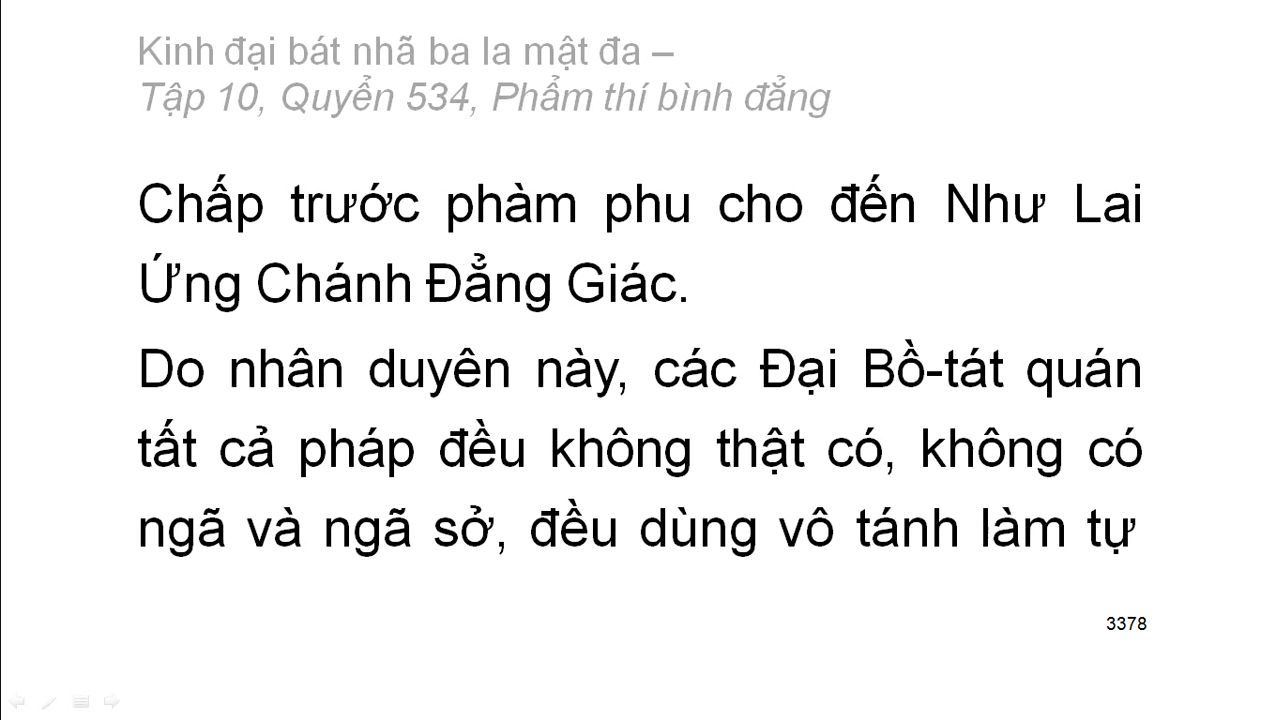 Kinh đại bát nhã ba la mật đa –
Tập 10, Quyển 534, Phẩm thí bình đẳng
Chấp trước phàm phu cho đến Như Lai
Ứng Chánh Đẳng Giác.
Do nhân duyên này, các Đại Bồ-tát quán
tất cả pháp đều không thật có, không có
ngã và ngã sở, đều dùng vô tánh làm tự
3378